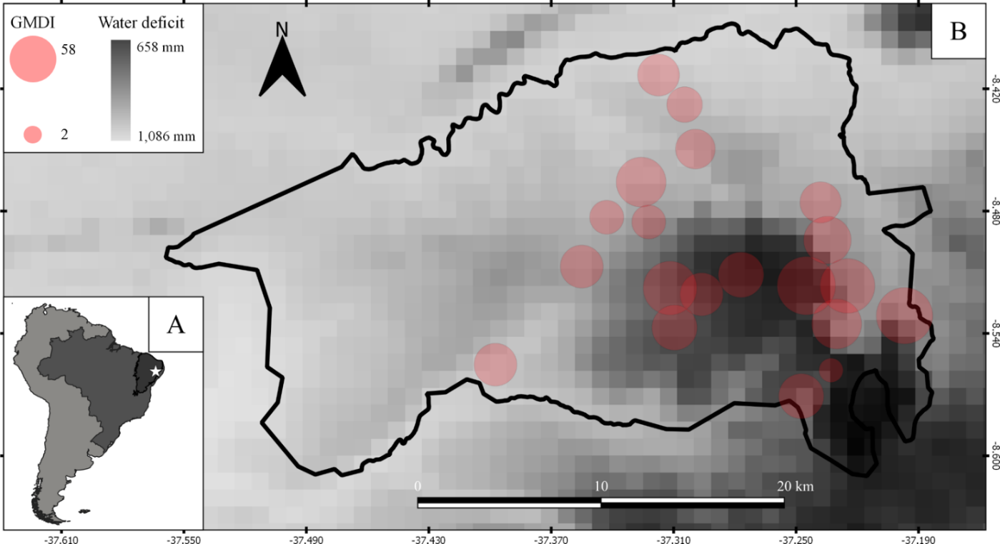 GMDI
58
2
Water deficit
658 mm
1,086 mm
N
B
A
0
10
20 km
-8.420
-8.480
-8.540
-8.600
-37.610
-37.550
-37.490
-37.430
-37.370
-37.310
-37.250
-37.190